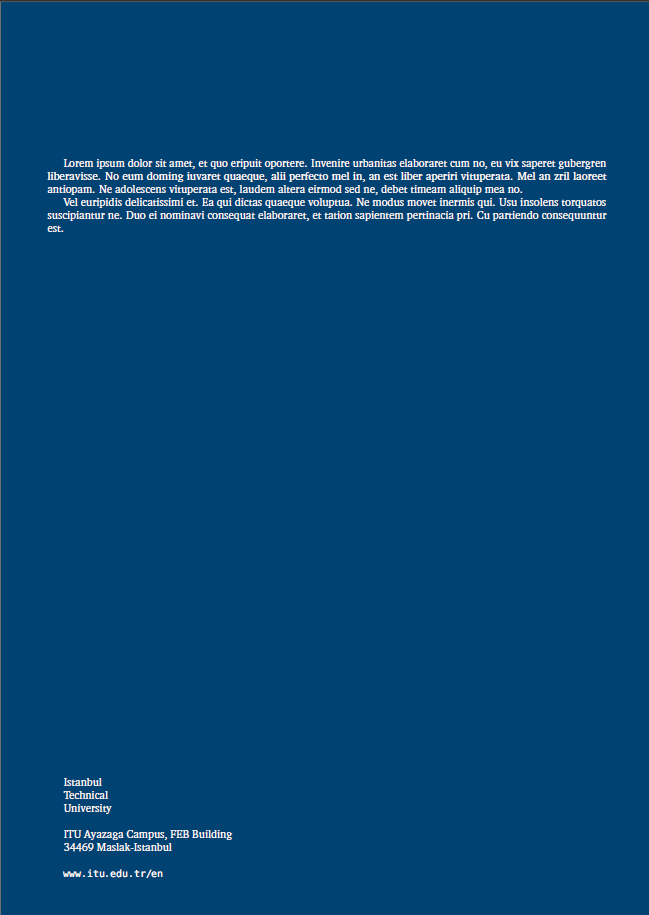 Lorem ipsum dolor sit amet, et quo eripuit oportere. Invenire urbanitas elaboraret cum no, eu vix saperet gubergren
liberavisse. No eum doming iuvaret quaeque, alii perfecto mel in, an est liber aperiri vituperata. Mel an zril laoreet
antiopam. Ne adolescens vituperata est, laudem altera eirmod sed ne, debet timeam aliquip mea no.
Vel euripidis delicatissimi et. Ea qui dictas quaeque voluptua. Ne modus movet inermis qui. Usu insolens torquatos
suscipiantur ne. Duo ei nominavi consequat elaboraret, et tation sapientem pertinacia pri. Cu partiendo consequuntur
est.
Istanbul
Technical
University
ITU Ayazaga Campus, FEB Building
34469 Maslak-Istanbul
www.itu.edu.tr/en